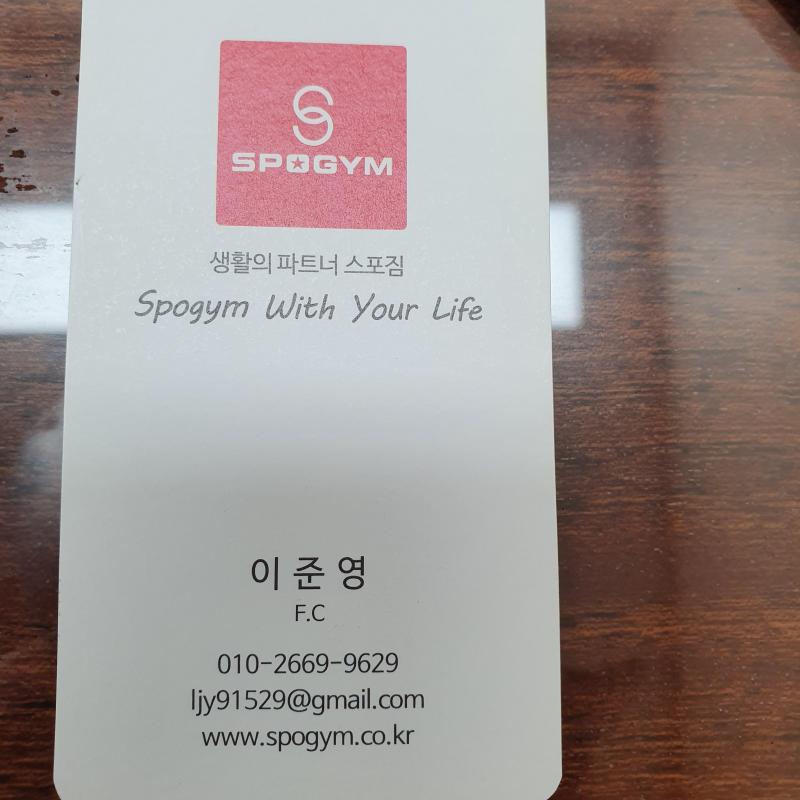 SPOGYM
생활의 파트너 스포짐
Spogym With Your Life
이 준 영
F.C
010-2669-9629
ljy91529@gmail.com
www.spogym.co.kr